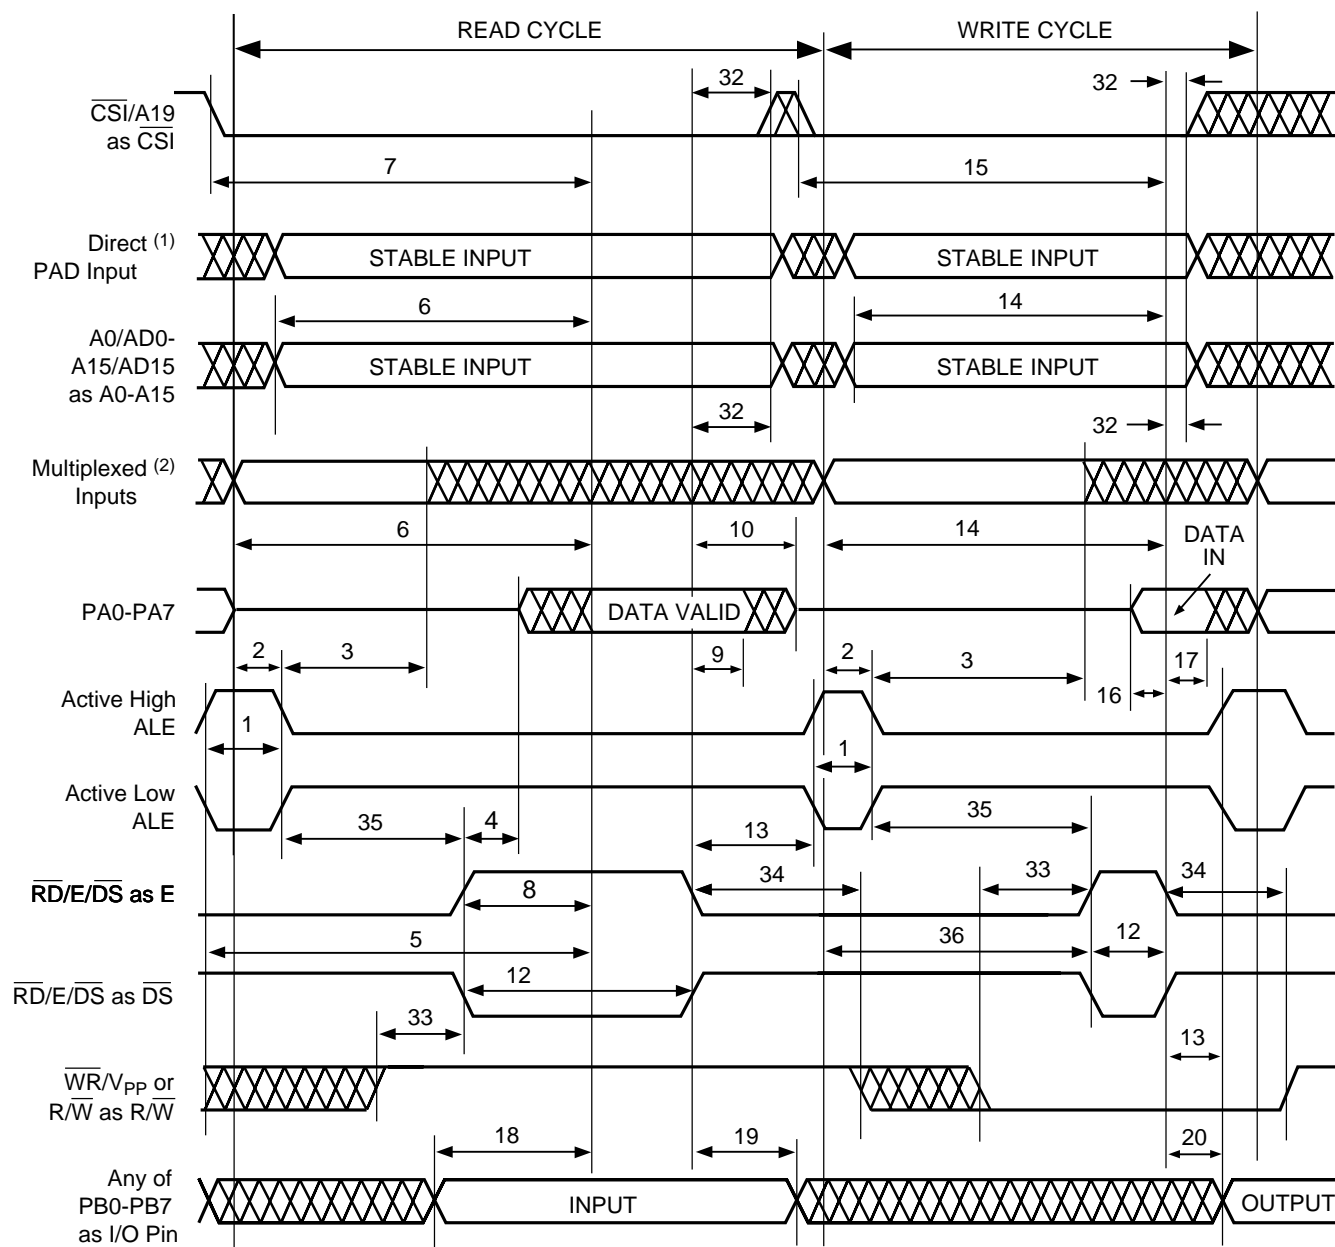 READ CYCLE WRITE CYCLE
32 32
CSI/A19
as CSI
7 15
Direct (1)
PAD Input
STABLE INPUT STABLE INPUT
6 14
A0/AD0-
A15/AD15
as A0-A15
STABLE INPUT STABLE INPUT
32 32
Multiplexed (2)
Inputs
6 10 14
DATA
IN
PA0-PA7
DATA VALID
2 3 9 2 3 16 17
Active High
ALE
1 1
Active Low
ALE
35 4 13 35
RD/E/DS as E
8 34 33 34
5 36 12
RD/E/DS as DS
12
33 13
WR/VPP or
R/W as R/W
18 19 20
Any of
PB0-PB7
as I/O Pin
INPUT OUTPUT